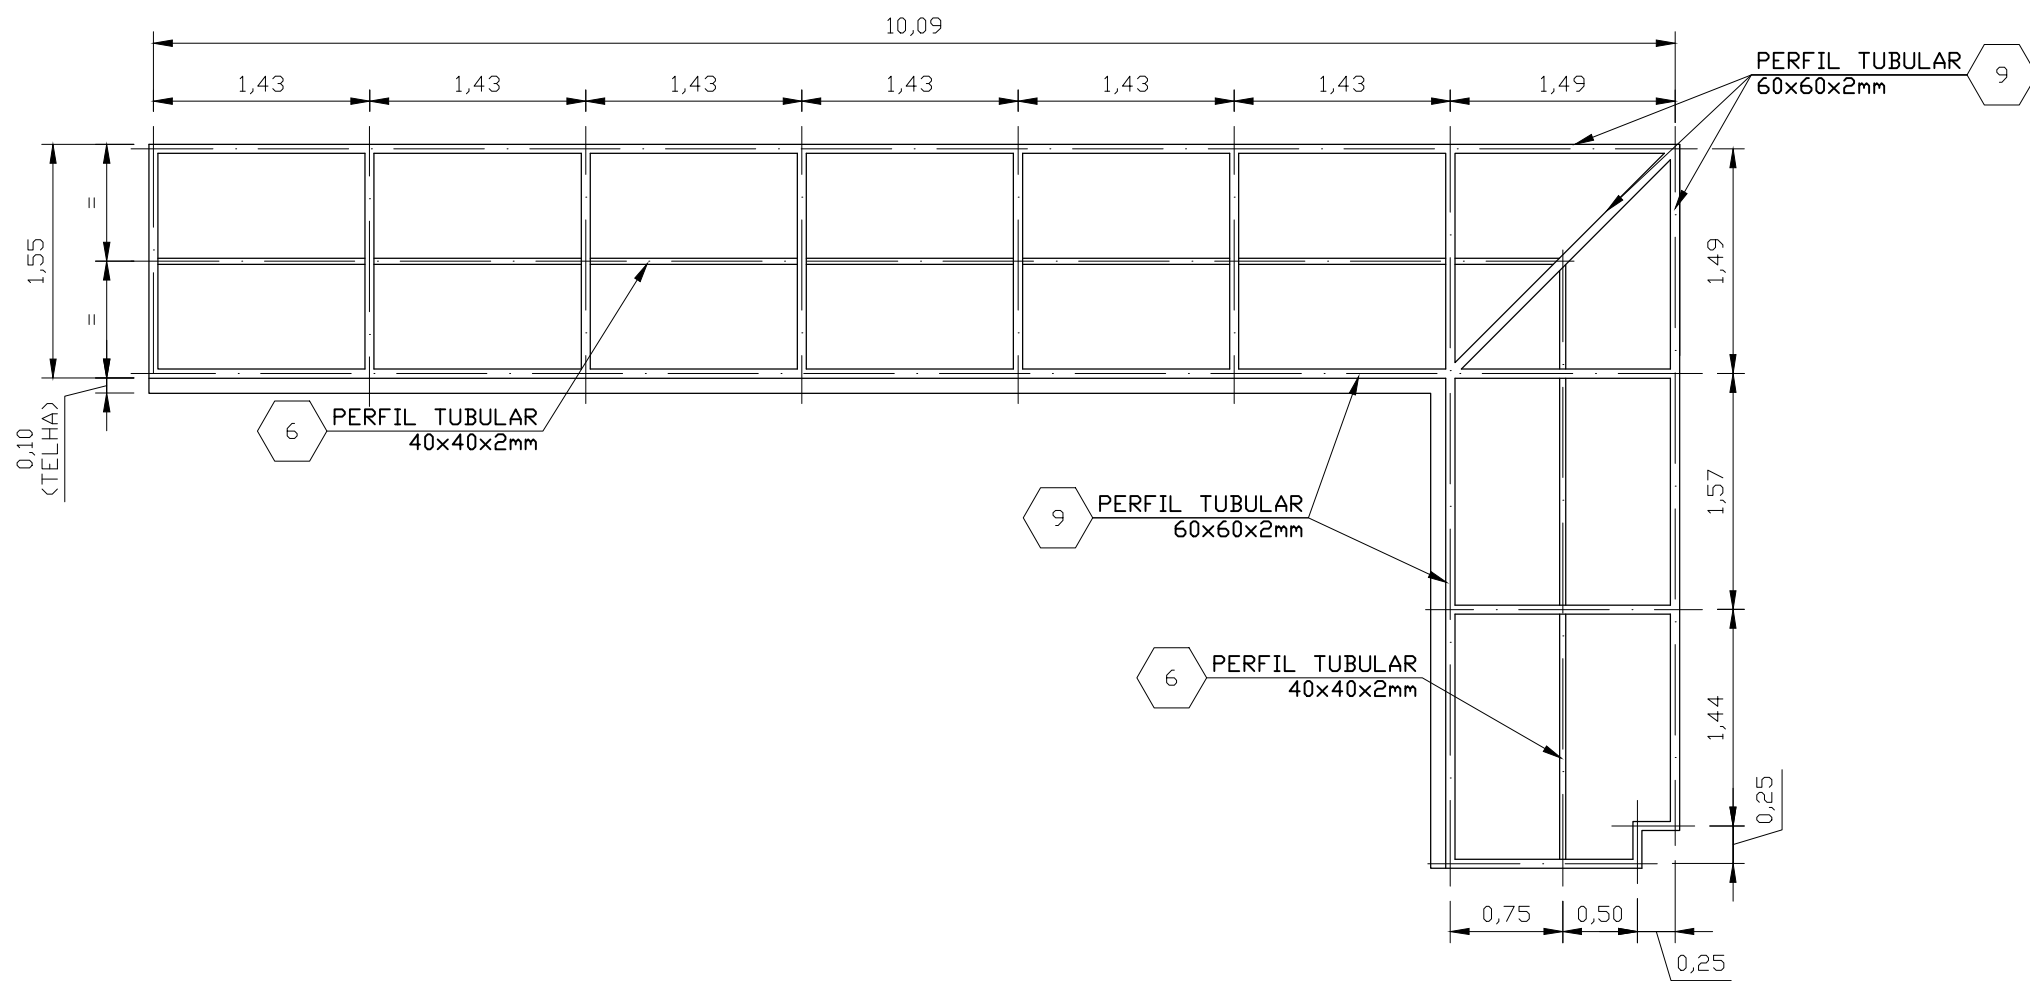 10,09
PERFIL TUBULAR
60x60x2mm
9
1,43
1,43
1,43
1,43
1,43
1,43
1,49
=
=
1,55
1,49
0,10
(TELHA)
6
PERFIL TUBULAR
40x40x2mm
9
PERFIL TUBULAR
60x60x2mm
1,57
6
PERFIL TUBULAR
40x40x2mm
1,44
0,25
0,75
0,50
0,25